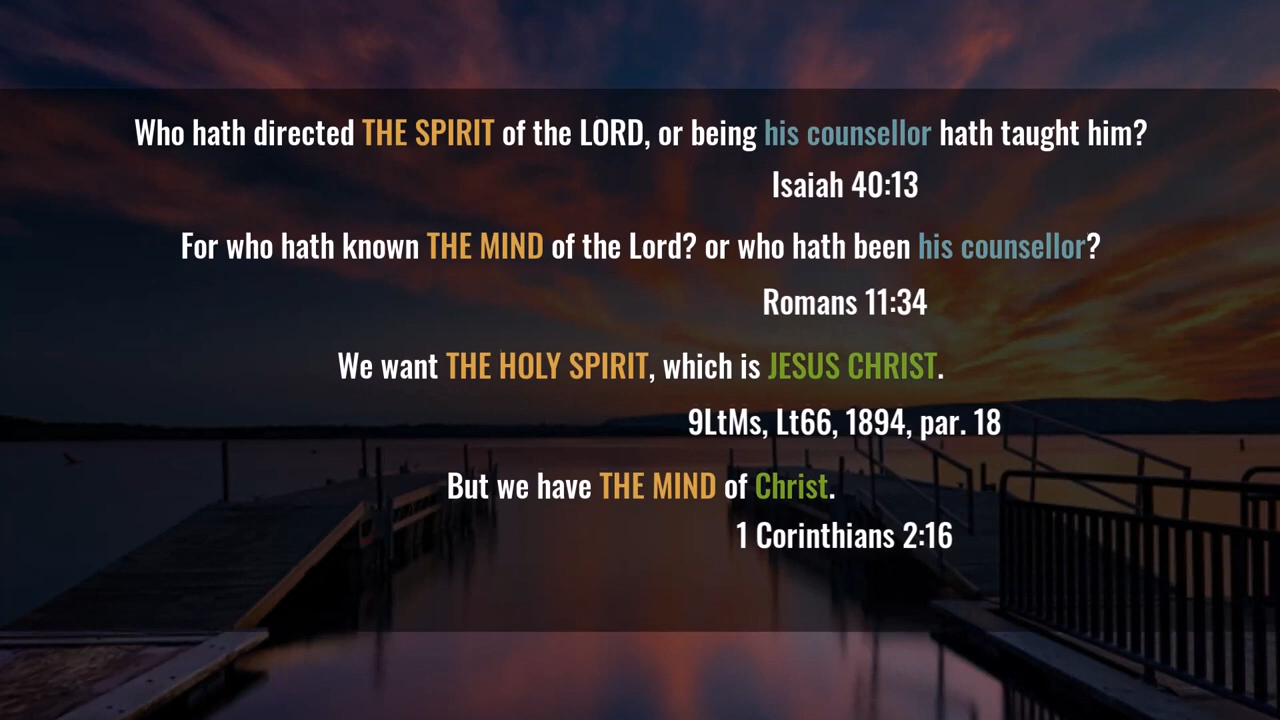 Who hath directed THE SPIRIT of the LORD, or being his counsellor hath taught him?
Isaiah 40:13
For who hath known THE MIND of the Lord? or who hath been his counsellor?
Romans 11:34
We want THE HOLY SPIRIT, which is JESUS CHRIST.
9LtMs, Lt66, 1894, par. 18
But we have THE MIND of Christ.
1 Corinthians 2:16